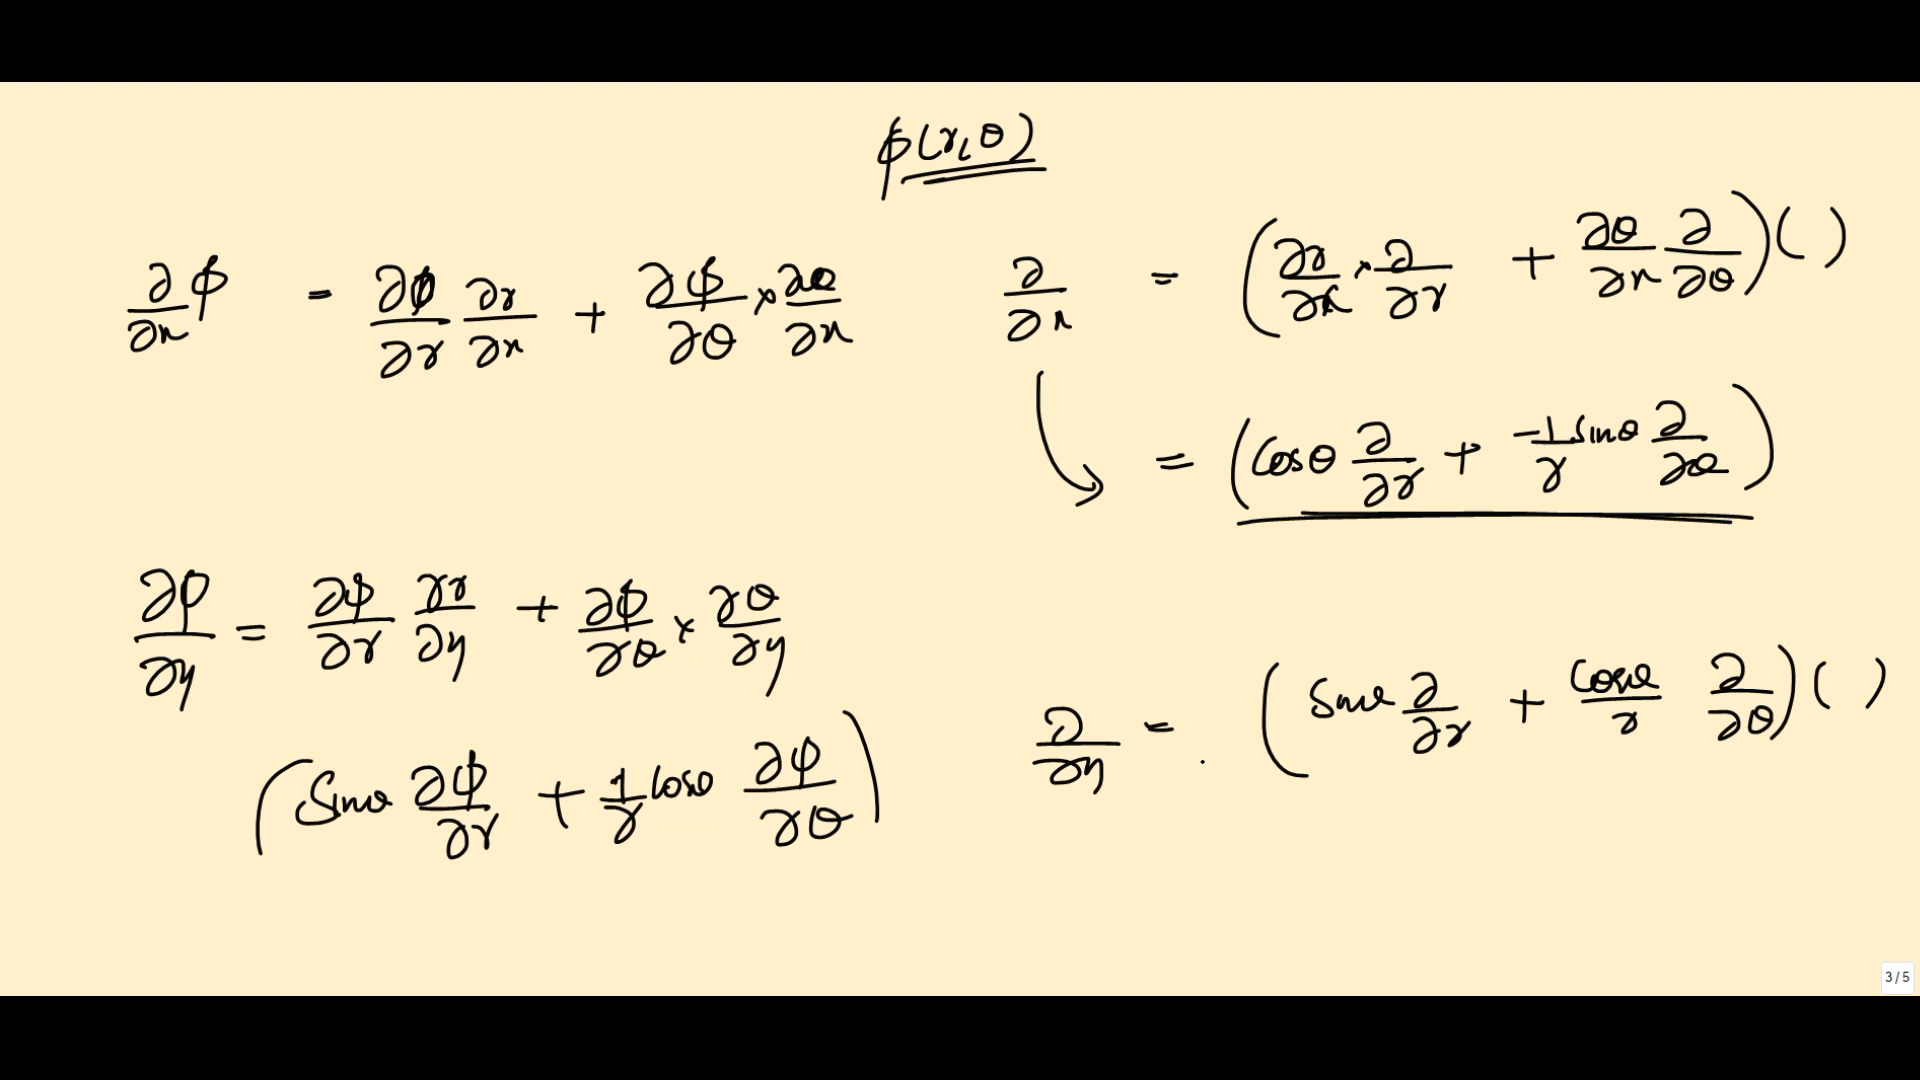 ϕ(r, θ)
∂/∂x ϕ = ∂ϕ/∂r ∂r/∂x + ∂ϕ/∂θ × ∂θ/∂x
∂/∂x = (∂r/∂x × ∂/∂r + ∂θ/∂x ∂/∂θ)( )
= (Cosθ ∂/∂r + -1/r Sinθ ∂/∂θ)
∂ϕ/∂y = ∂ϕ/∂r ∂r/∂y + ∂ϕ/∂θ × ∂θ/∂y
(Sinθ ∂ϕ/∂r + 1/r Cosθ ∂ϕ/∂θ)
∂/∂y = (Sinθ ∂/∂r + Cosθ/r ∂/∂θ)( )
3 / 5